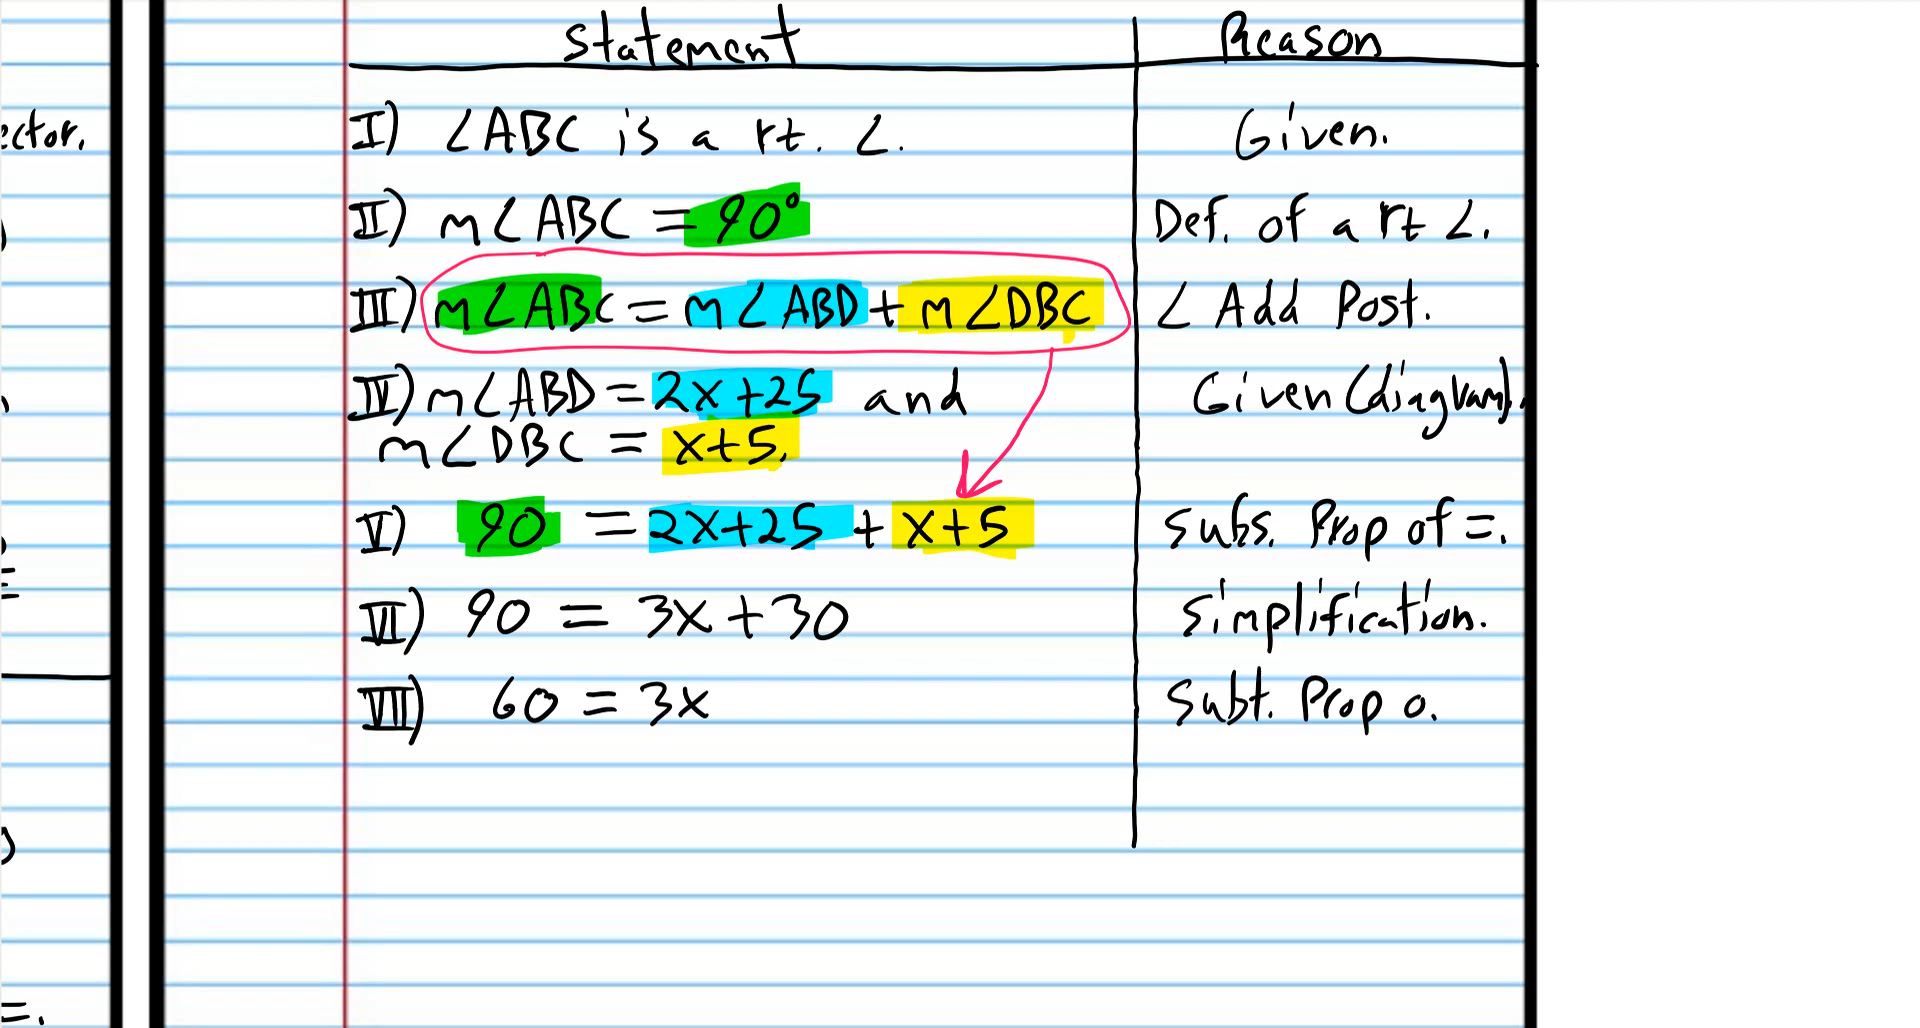 ector.
Statement Reason
I) ∠ABC is a rt. ∠. Given.
II) m∠ABC = 90° Def. of a rt ∠.
III) m∠ABC = m∠ABD + m∠DBC ∠ Add Post.
IV) m∠ABD = 2x+25 and Given (diagram).
m∠DBC = x+5.
V) 90 = 2x+25 + x+5 Subs. Prop of =.
VI) 90 = 3x+30 Simplification.
VII) 60 = 3x Subt. Prop o.
=.